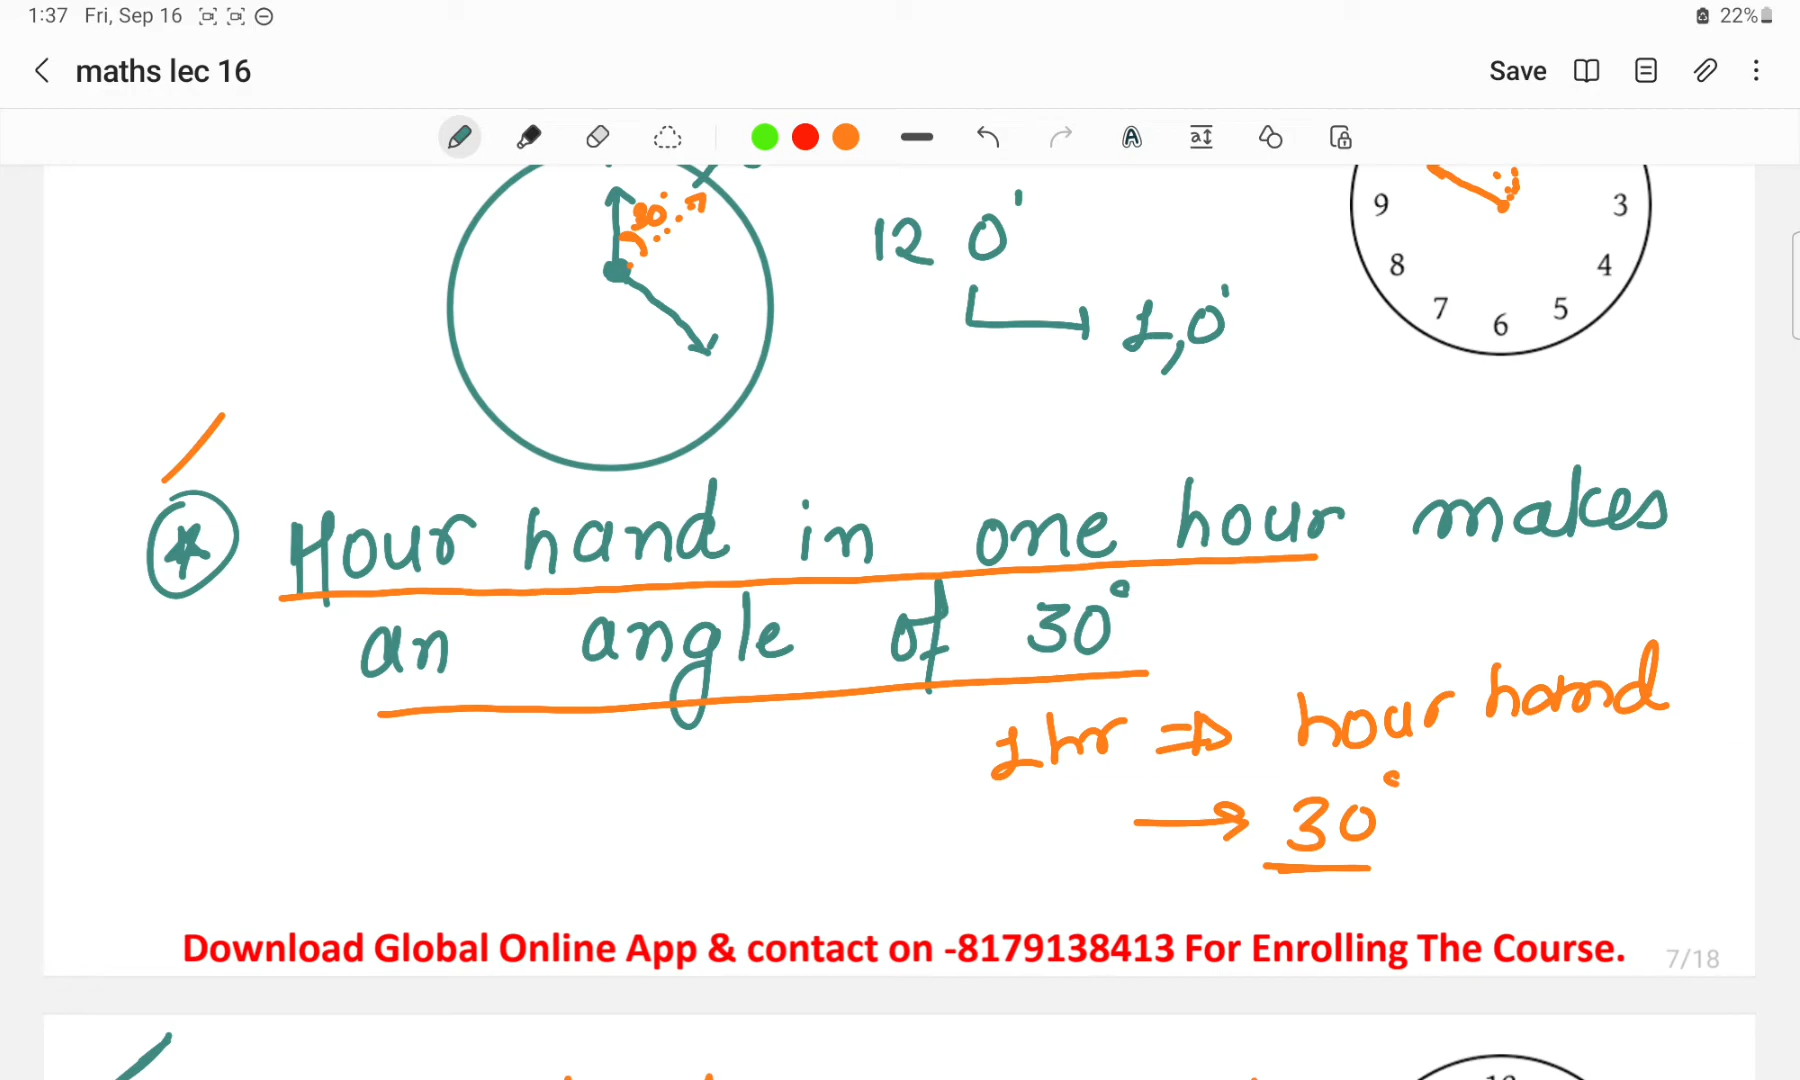 1:37 Fri, Sep 16
22%
maths lec 16
Save
30°
12 0'
1,0'
9
3
8
4
7
5
6
Hour hand in one hour makes
an angle of 30°
1hr ⇒ hour hand
→ 30°
Download Global Online App & contact on -8179138413 For Enrolling The Course.
7/18